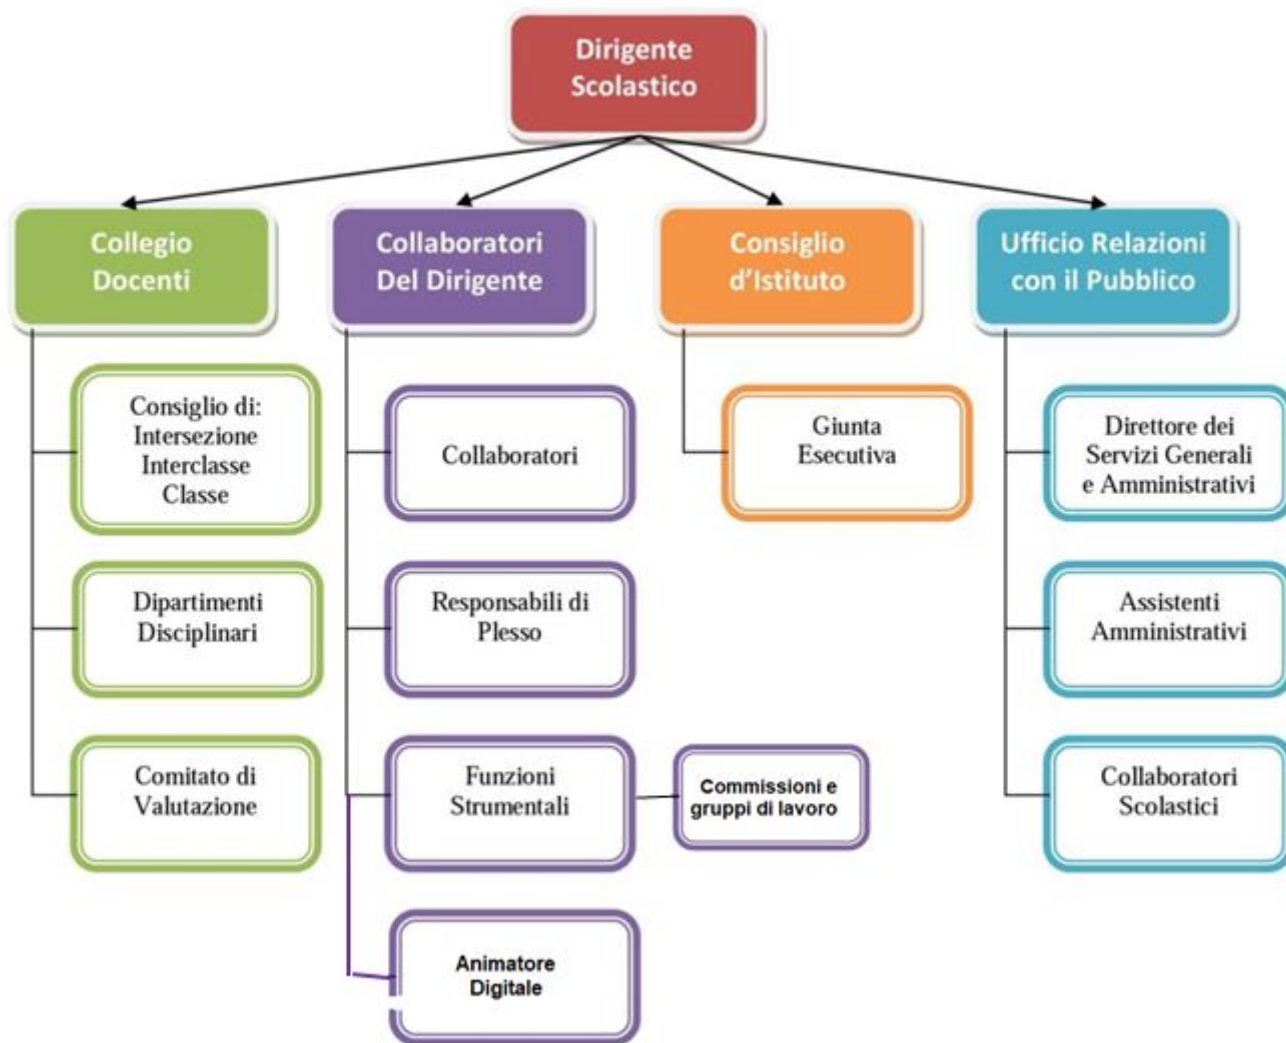 Dirigente
Scolastico
Collegio
Docenti
Collaboratori
Del Dirigente
Consiglio
d'Istituto
Ufficio Relazioni
con il Pubblico
Consiglio di:
Intersezione
Interclasse
Classe
Dipartimenti
Disciplinari
Comitato di
Valutazione
Collaboratori
Responsabili di
Plesso
Funzioni
Strumentali
Commissioni e
gruppi di lavoro
Animatore
Digitale
Giunta
Esecutiva
Direttore dei
Servizi Generali
e Amministrativi
Assistenti
Amministrativi
Collaboratori
Scolastici